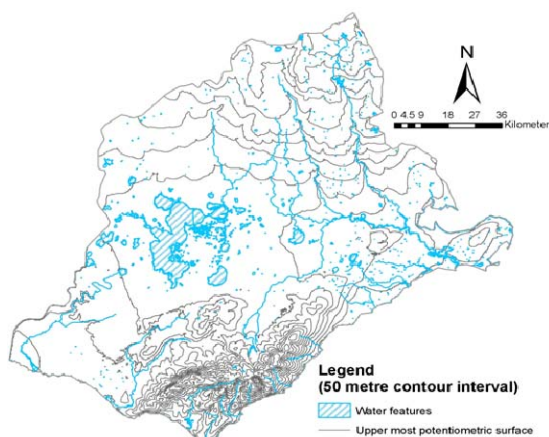 N
0 4.5 9 18 27 36
Kilometer
Legend
(50 metre contour interval)
Water features
Upper most potentiometric surface